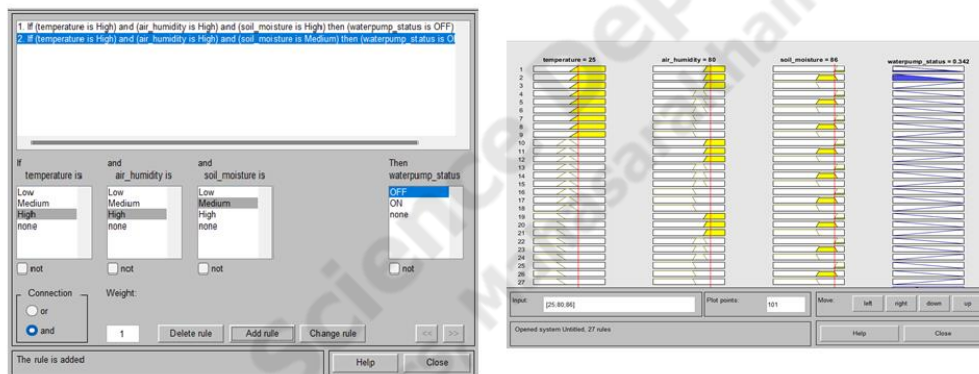 1. If (temperature is High) and (air_humidity is High) and (soil_moisture is High) then (waterpump_status is OFF)
2. If (temperature is High) and (air_humidity is High) and (soil_moisture is Medium) then (waterpump_status is O
If and and Then
temperature is air_humidity is soil_moisture is waterpump_status
Low Low Low OFF
Medium Medium Medium ON
High High High none
none none none
not not not not
Connection Weight:
or
and 1 Delete rule Add rule Change rule << >>
The rule is added Help Close
temperature = 25 air_humidity = 80 soil_moisture = 86 waterpump_status = 0.342
1
2
3
4
5
6
7
8
9
10
11
12
13
14
15
16
17
18
19
20
21
22
23
24
25
26
27
Input: [25;80;86] Plot points: 101 Move: left right down up
Opened system Untitled, 27 rules Help Close
Science